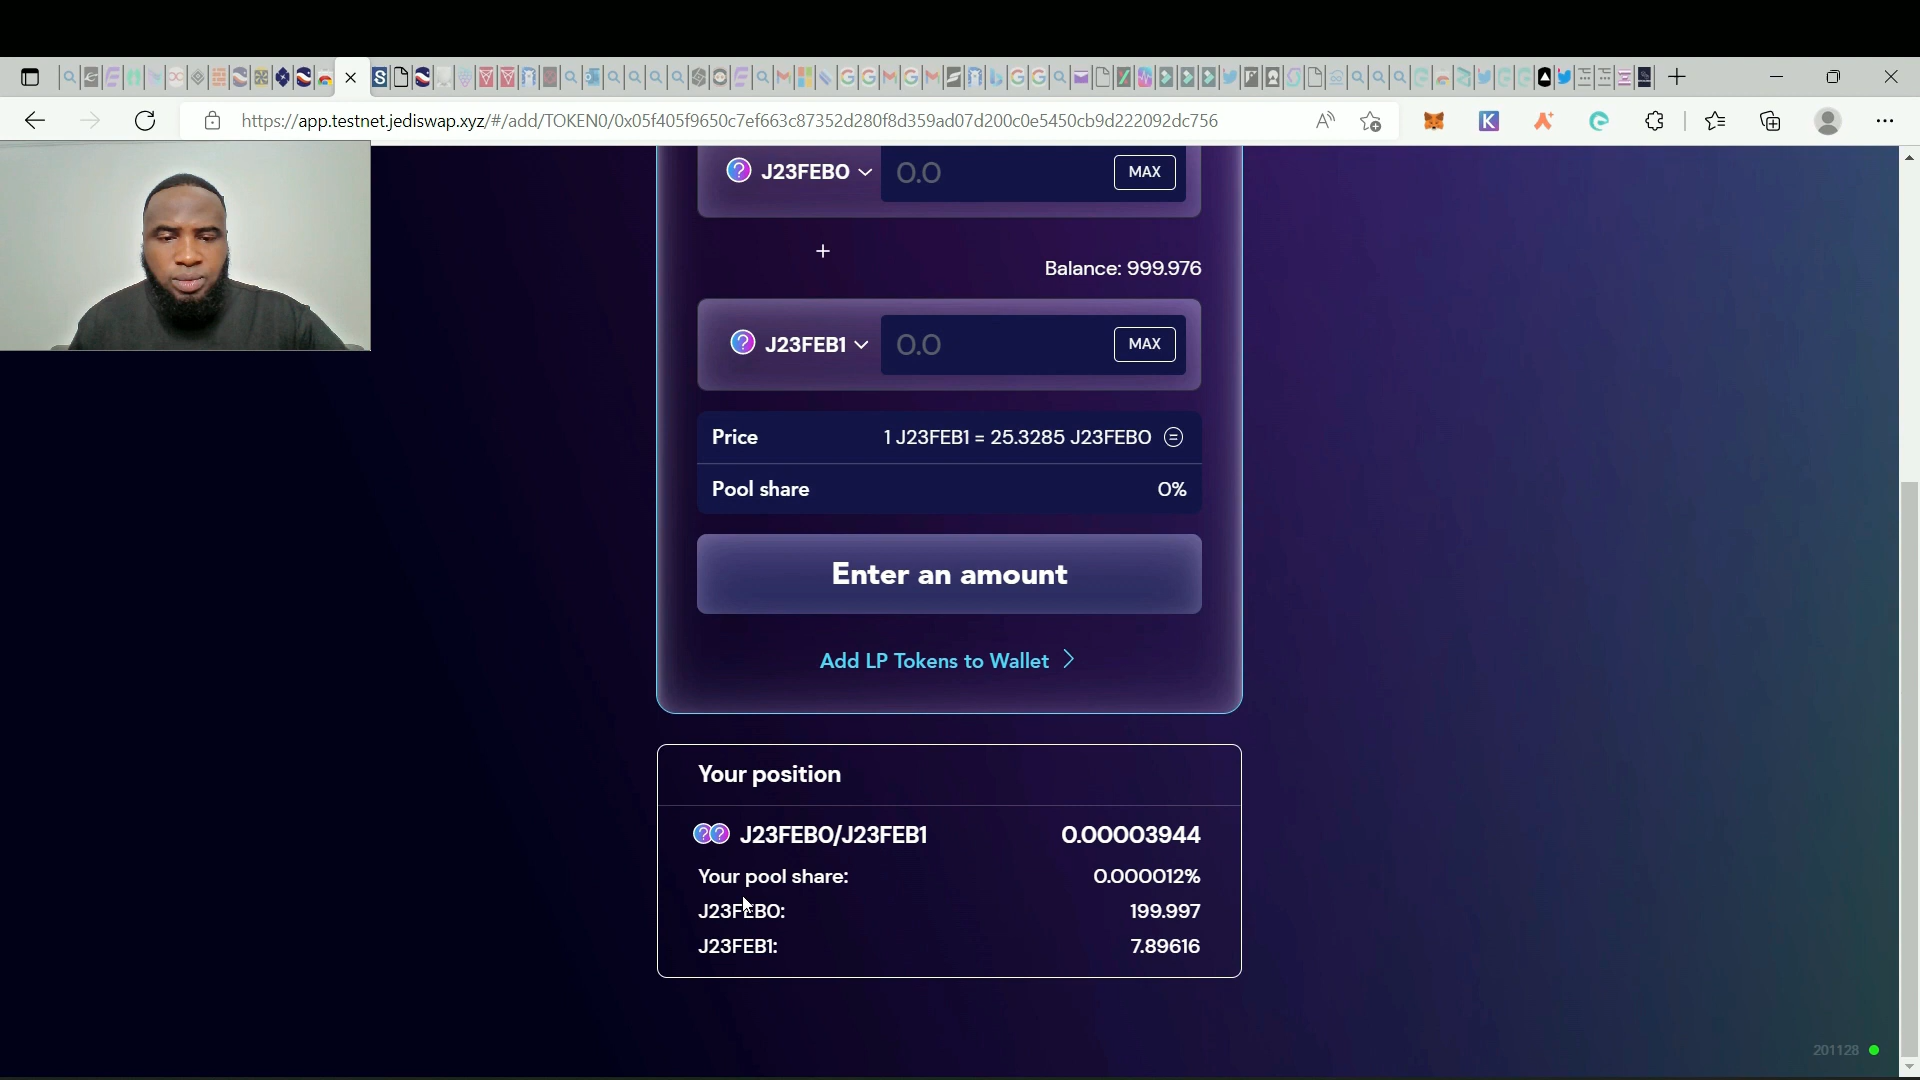 https://app.testnet.jediswap.xyz/#/add/TOKEN0/0x05f405f9650c7ef663c87352d280f8d359ad07d200c0e5450cb9d222092dc756
J23FEB0 0.0 MAX
+
Balance: 999.976
J23FEB1 0.0 MAX
Price 1 J23FEB1 = 25.3285 J23FEB0
Pool share 0%
Enter an amount
Add LP Tokens to Wallet >
Your position
J23FEB0/J23FEB1 0.00003944
Your pool share: 0.000012%
J23FEB0: 199.997
J23FEB1: 7.89616
201128